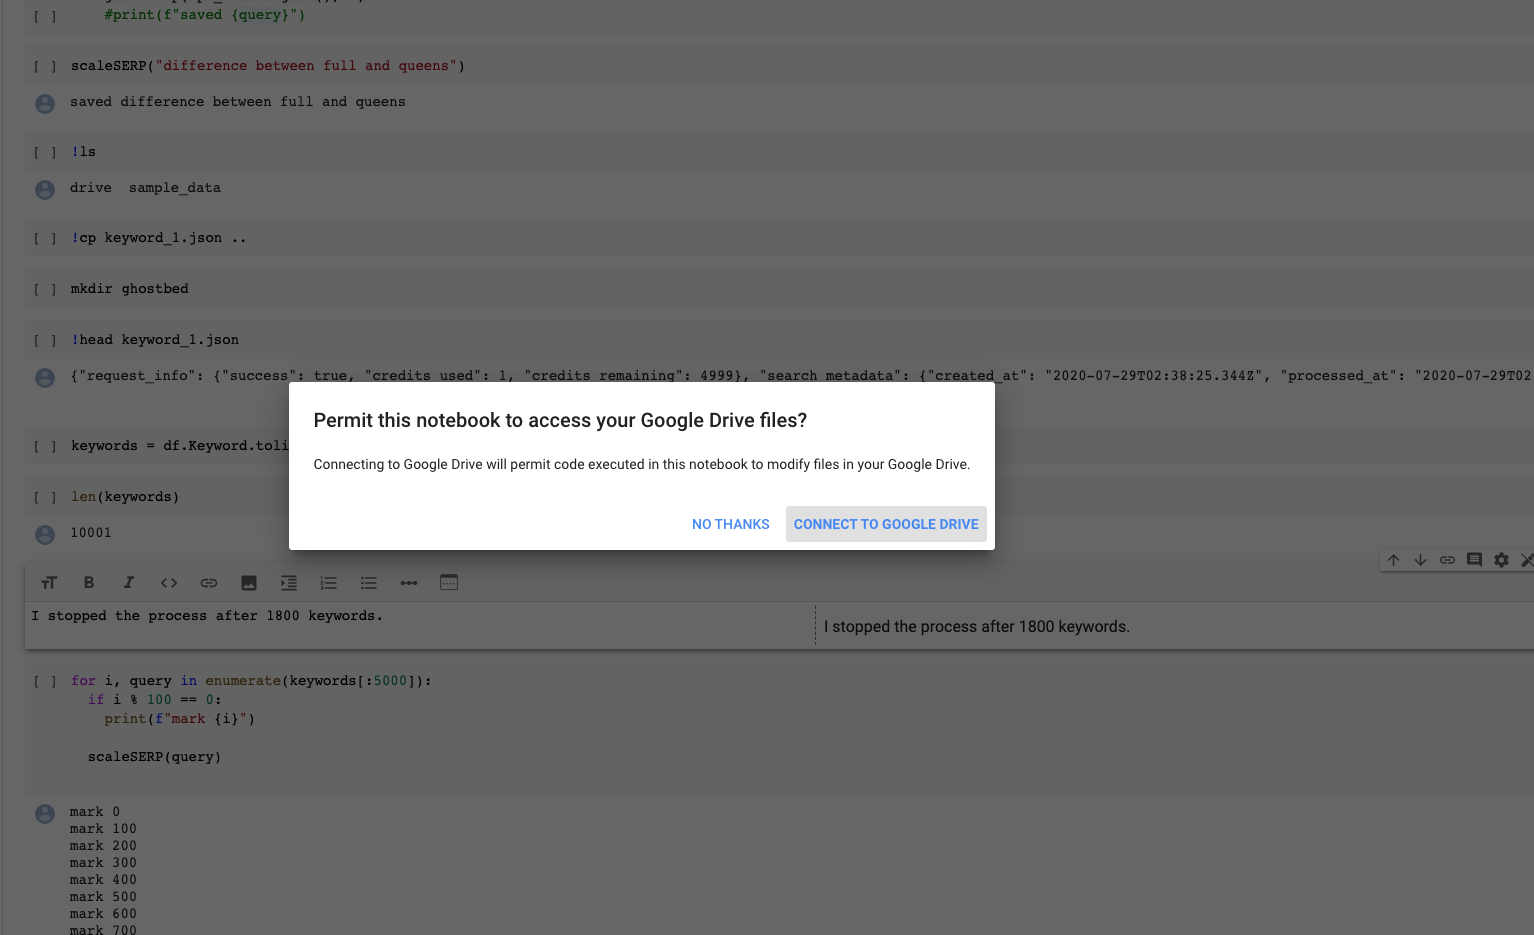 [ ] #print(f"saved {query}")
[ ] scaleSERP("difference between full and queens")
saved difference between full and queens
[ ] !ls
drive sample_data
[ ] !cp keyword_1.json ..
[ ] mkdir ghostbed
[ ] !head keyword_1.json
{"request_info": {"success": true, "credits_used": 1, "credits_remaining": 4999}, "search_metadata": {"created_at": "2020-07-29T02:38:25.344Z", "processed_at": "2020-07-29T02
Permit this notebook to access your Google Drive files?
[ ] keywords = df.Keyword.toli
Connecting to Google Drive will permit code executed in this notebook to modify files in your Google Drive.
[ ] len(keywords)
10001
NO THANKS CONNECT TO GOOGLE DRIVE
I stopped the process after 1800 keywords.
I stopped the process after 1800 keywords.
[ ] for i, query in enumerate(keywords[:5000]):
if i % 100 == 0:
print(f"mark {i}")
scaleSERP(query)
mark 0
mark 100
mark 200
mark 300
mark 400
mark 500
mark 600
mark 700